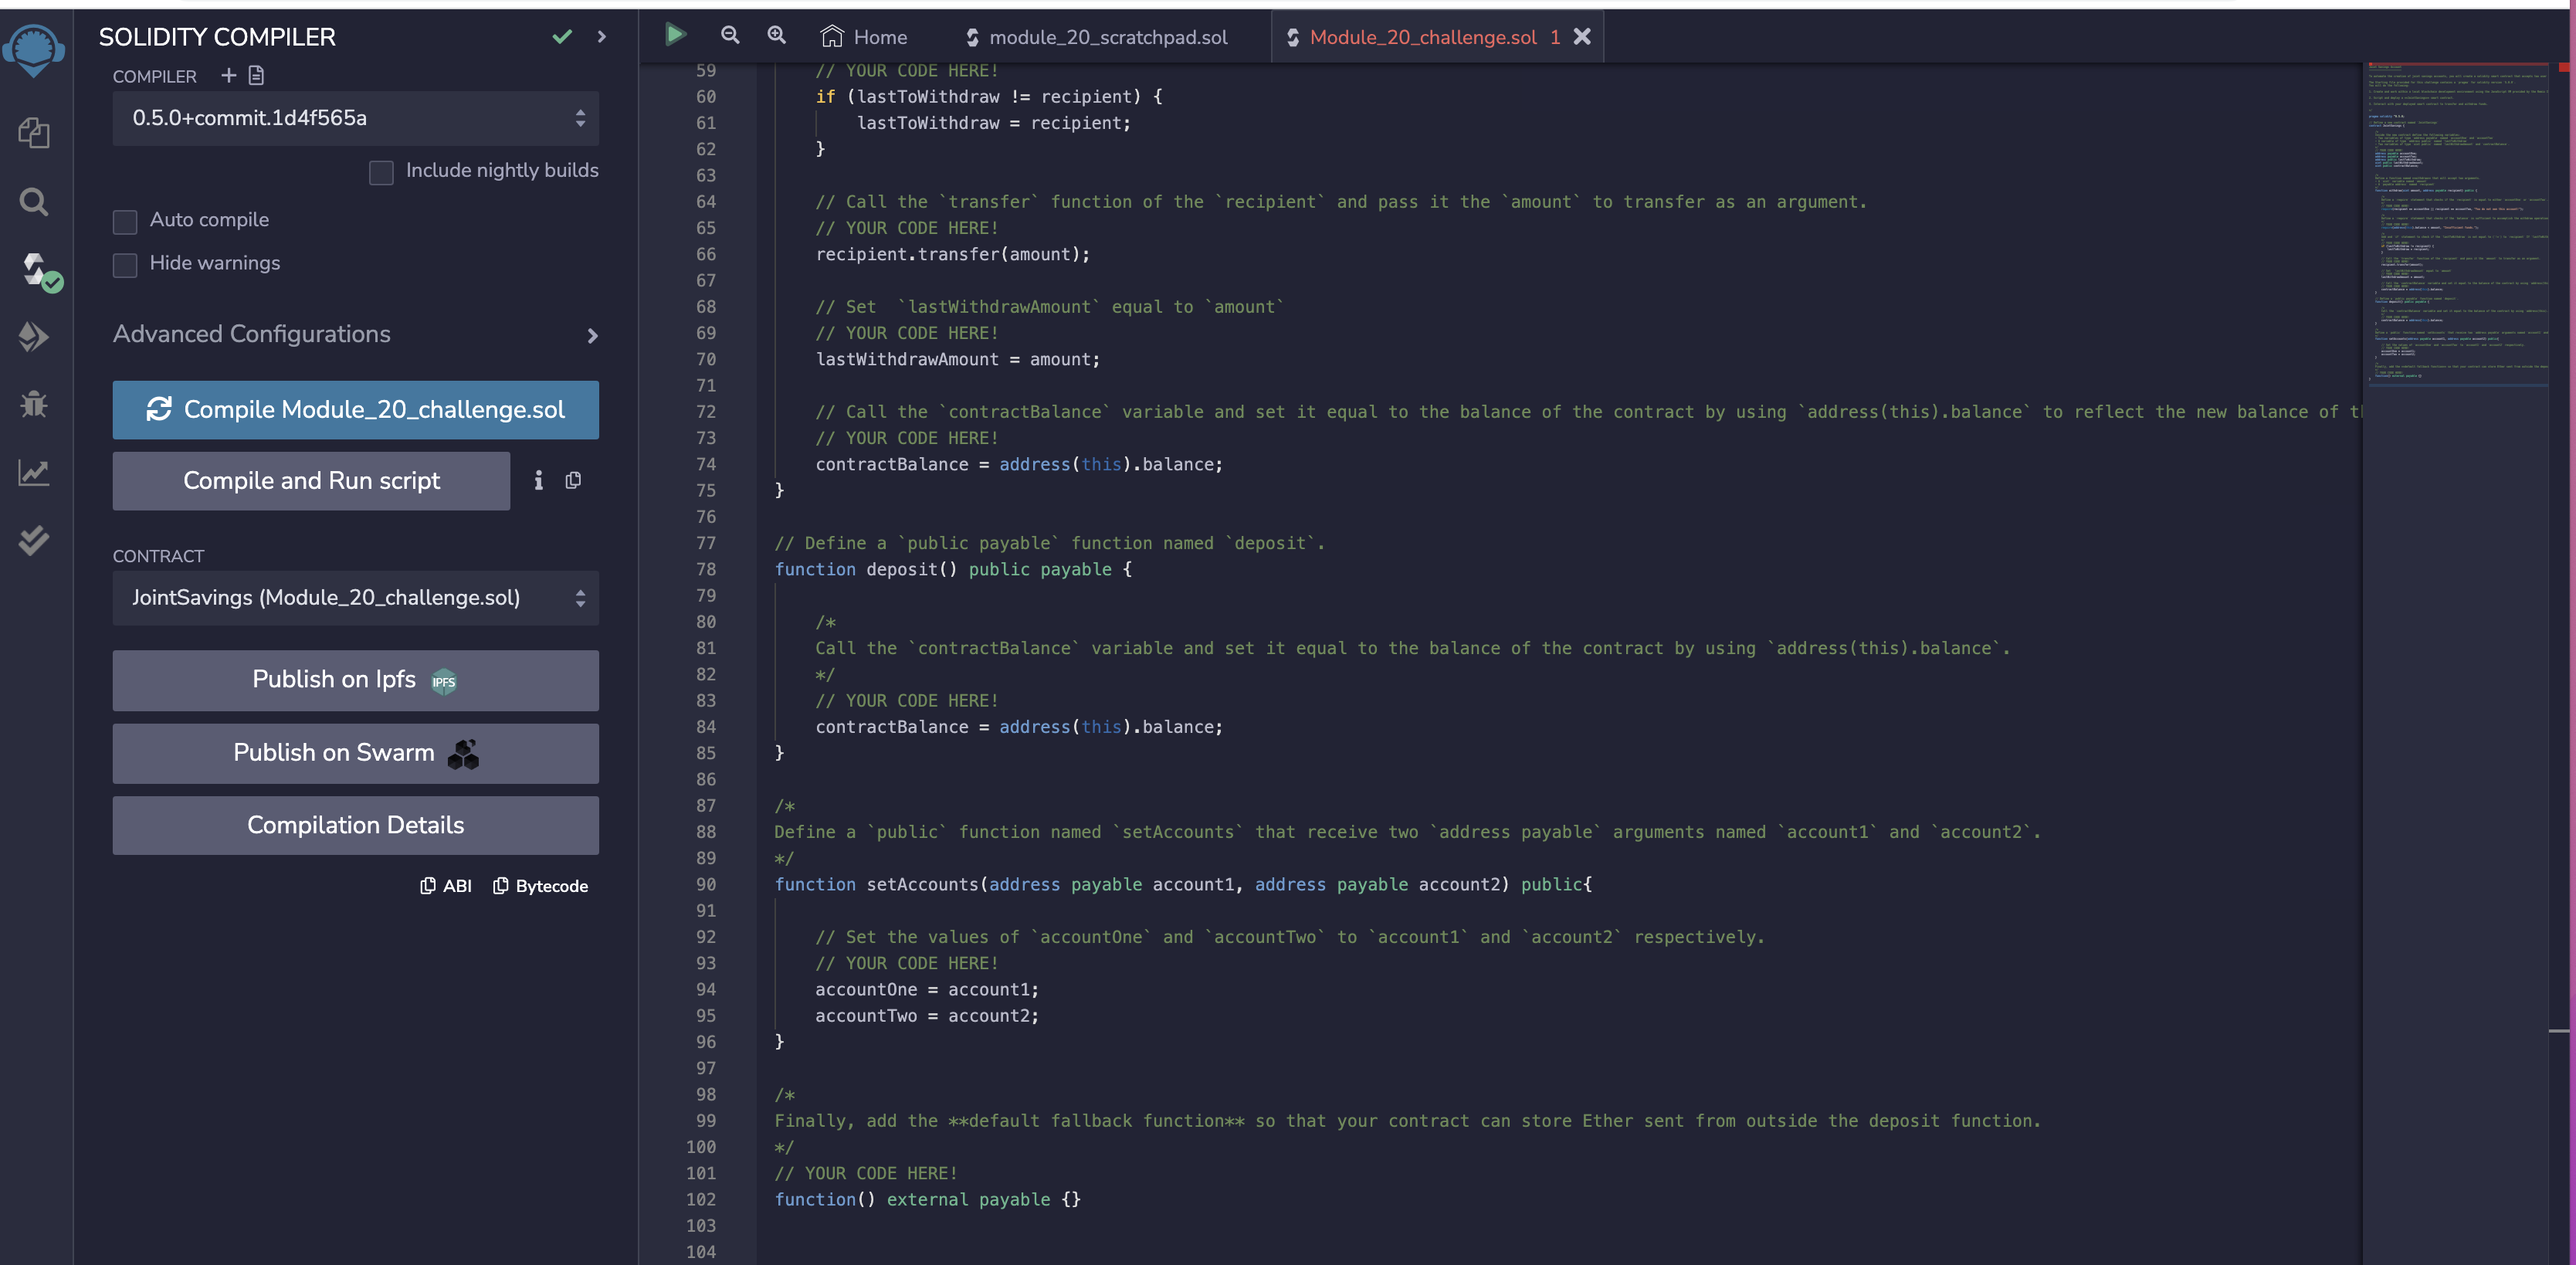 SOLIDITY COMPILER
COMPILER
0.5.0+commit.1d4f565a
Include nightly builds
Auto compile
Hide warnings
Advanced Configurations
Compile Module_20_challenge.sol
Compile and Run script
CONTRACT
JointSavings (Module_20_challenge.sol)
Publish on Ipfs IPFS
Publish on Swarm
Compilation Details
ABI Bytecode
Home module_20_scratchpad.sol Module_20_challenge.sol 1
59 // YOUR CODE HERE!
60 if (lastToWithdraw != recipient) {
61 lastToWithdraw = recipient;
62 }
63
64 // Call the `transfer` function of the `recipient` and pass it the `amount` to transfer as an argument.
65 // YOUR CODE HERE!
66 recipient.transfer(amount);
67
68 // Set  `lastWithdrawAmount` equal to `amount`
69 // YOUR CODE HERE!
70 lastWithdrawAmount = amount;
71
72 // Call the `contractBalance` variable and set it equal to the balance of the contract by using `address(this).balance` to reflect the new balance of
73 // YOUR CODE HERE!
74 contractBalance = address(this).balance;
75 }
76
77 // Define a `public payable` function named `deposit`.
78 function deposit() public payable {
79
80 /*
81 Call the `contractBalance` variable and set it equal to the balance of the contract by using `address(this).balance`.
82 */
83 // YOUR CODE HERE!
84 contractBalance = address(this).balance;
85 }
86
87 /*
88 Define a `public` function named `setAccounts` that receive two `address payable` arguments named `account1` and `account2`.
89 */
90 function setAccounts(address payable account1, address payable account2) public{
91
92 // Set the values of `accountOne` and `accountTwo` to `account1` and `account2` respectively.
93 // YOUR CODE HERE!
94 accountOne = account1;
95 accountTwo = account2;
96 }
97
98 /*
99 Finally, add the **default fallback function** so that your contract can store Ether sent from outside the deposit function.
100 */
101 // YOUR CODE HERE!
102 function() external payable {}
103
104